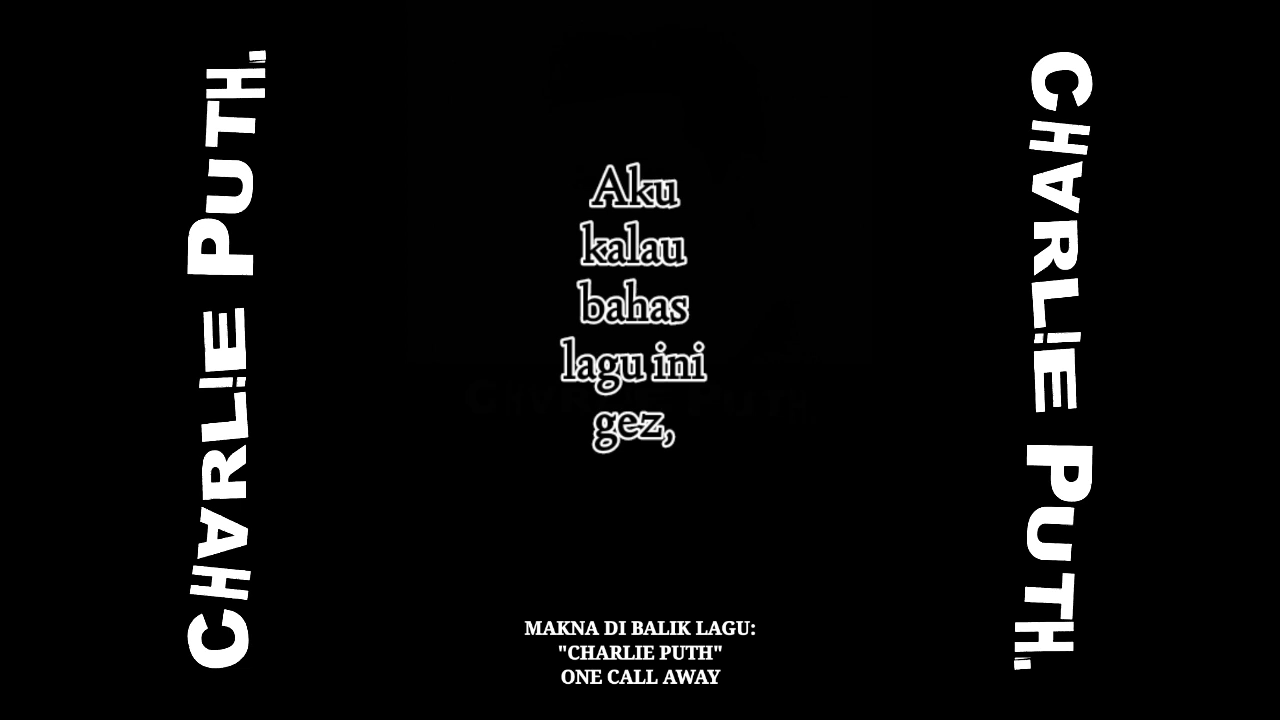 CHARLiE PUTH.
Aku
kalau
bahas
lagu ini
gez,
CHARLiE PUTH.
MAKNA DI BALIK LAGU:
"CHARLIE PUTH"
ONE CALL AWAY